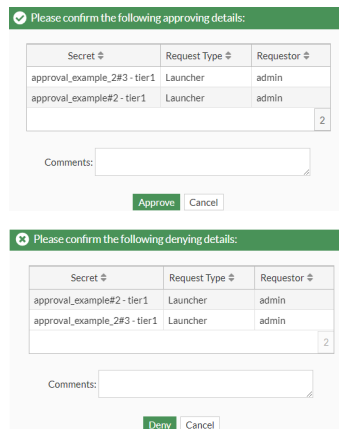 Please confirm the following approving details:
Secret Request Type Requestor
approval_example_2#3 - tier1 Launcher admin
approval_example#2 - tier1 Launcher admin
2
Comments:
Approve Cancel
Please confirm the following denying details:
Secret Request Type Requestor
approval_example#2 - tier1 Launcher admin
approval_example_2#3 - tier1 Launcher admin
2
Comments:
Deny Cancel